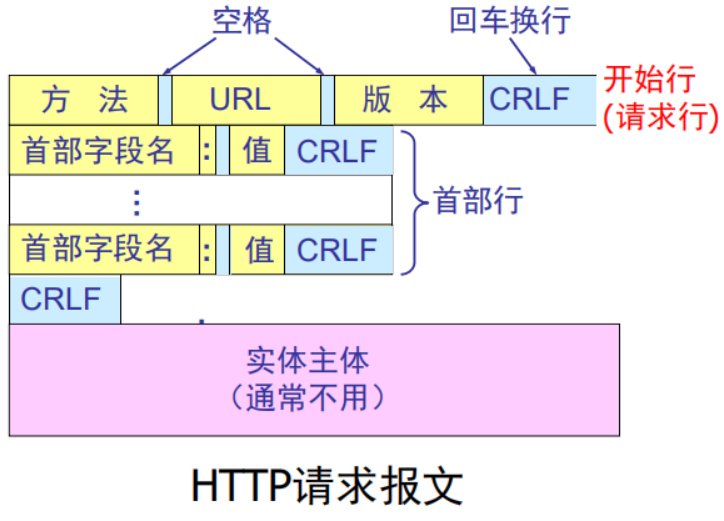 空格 回车换行
方 法 URL 版 本 CRLF 开始行
(请求行)
首部字段名 : 值 CRLF
⋮ 首部行
首部字段名 : 值 CRLF
CRLF
实体主体
（通常不用）
HTTP请求报文